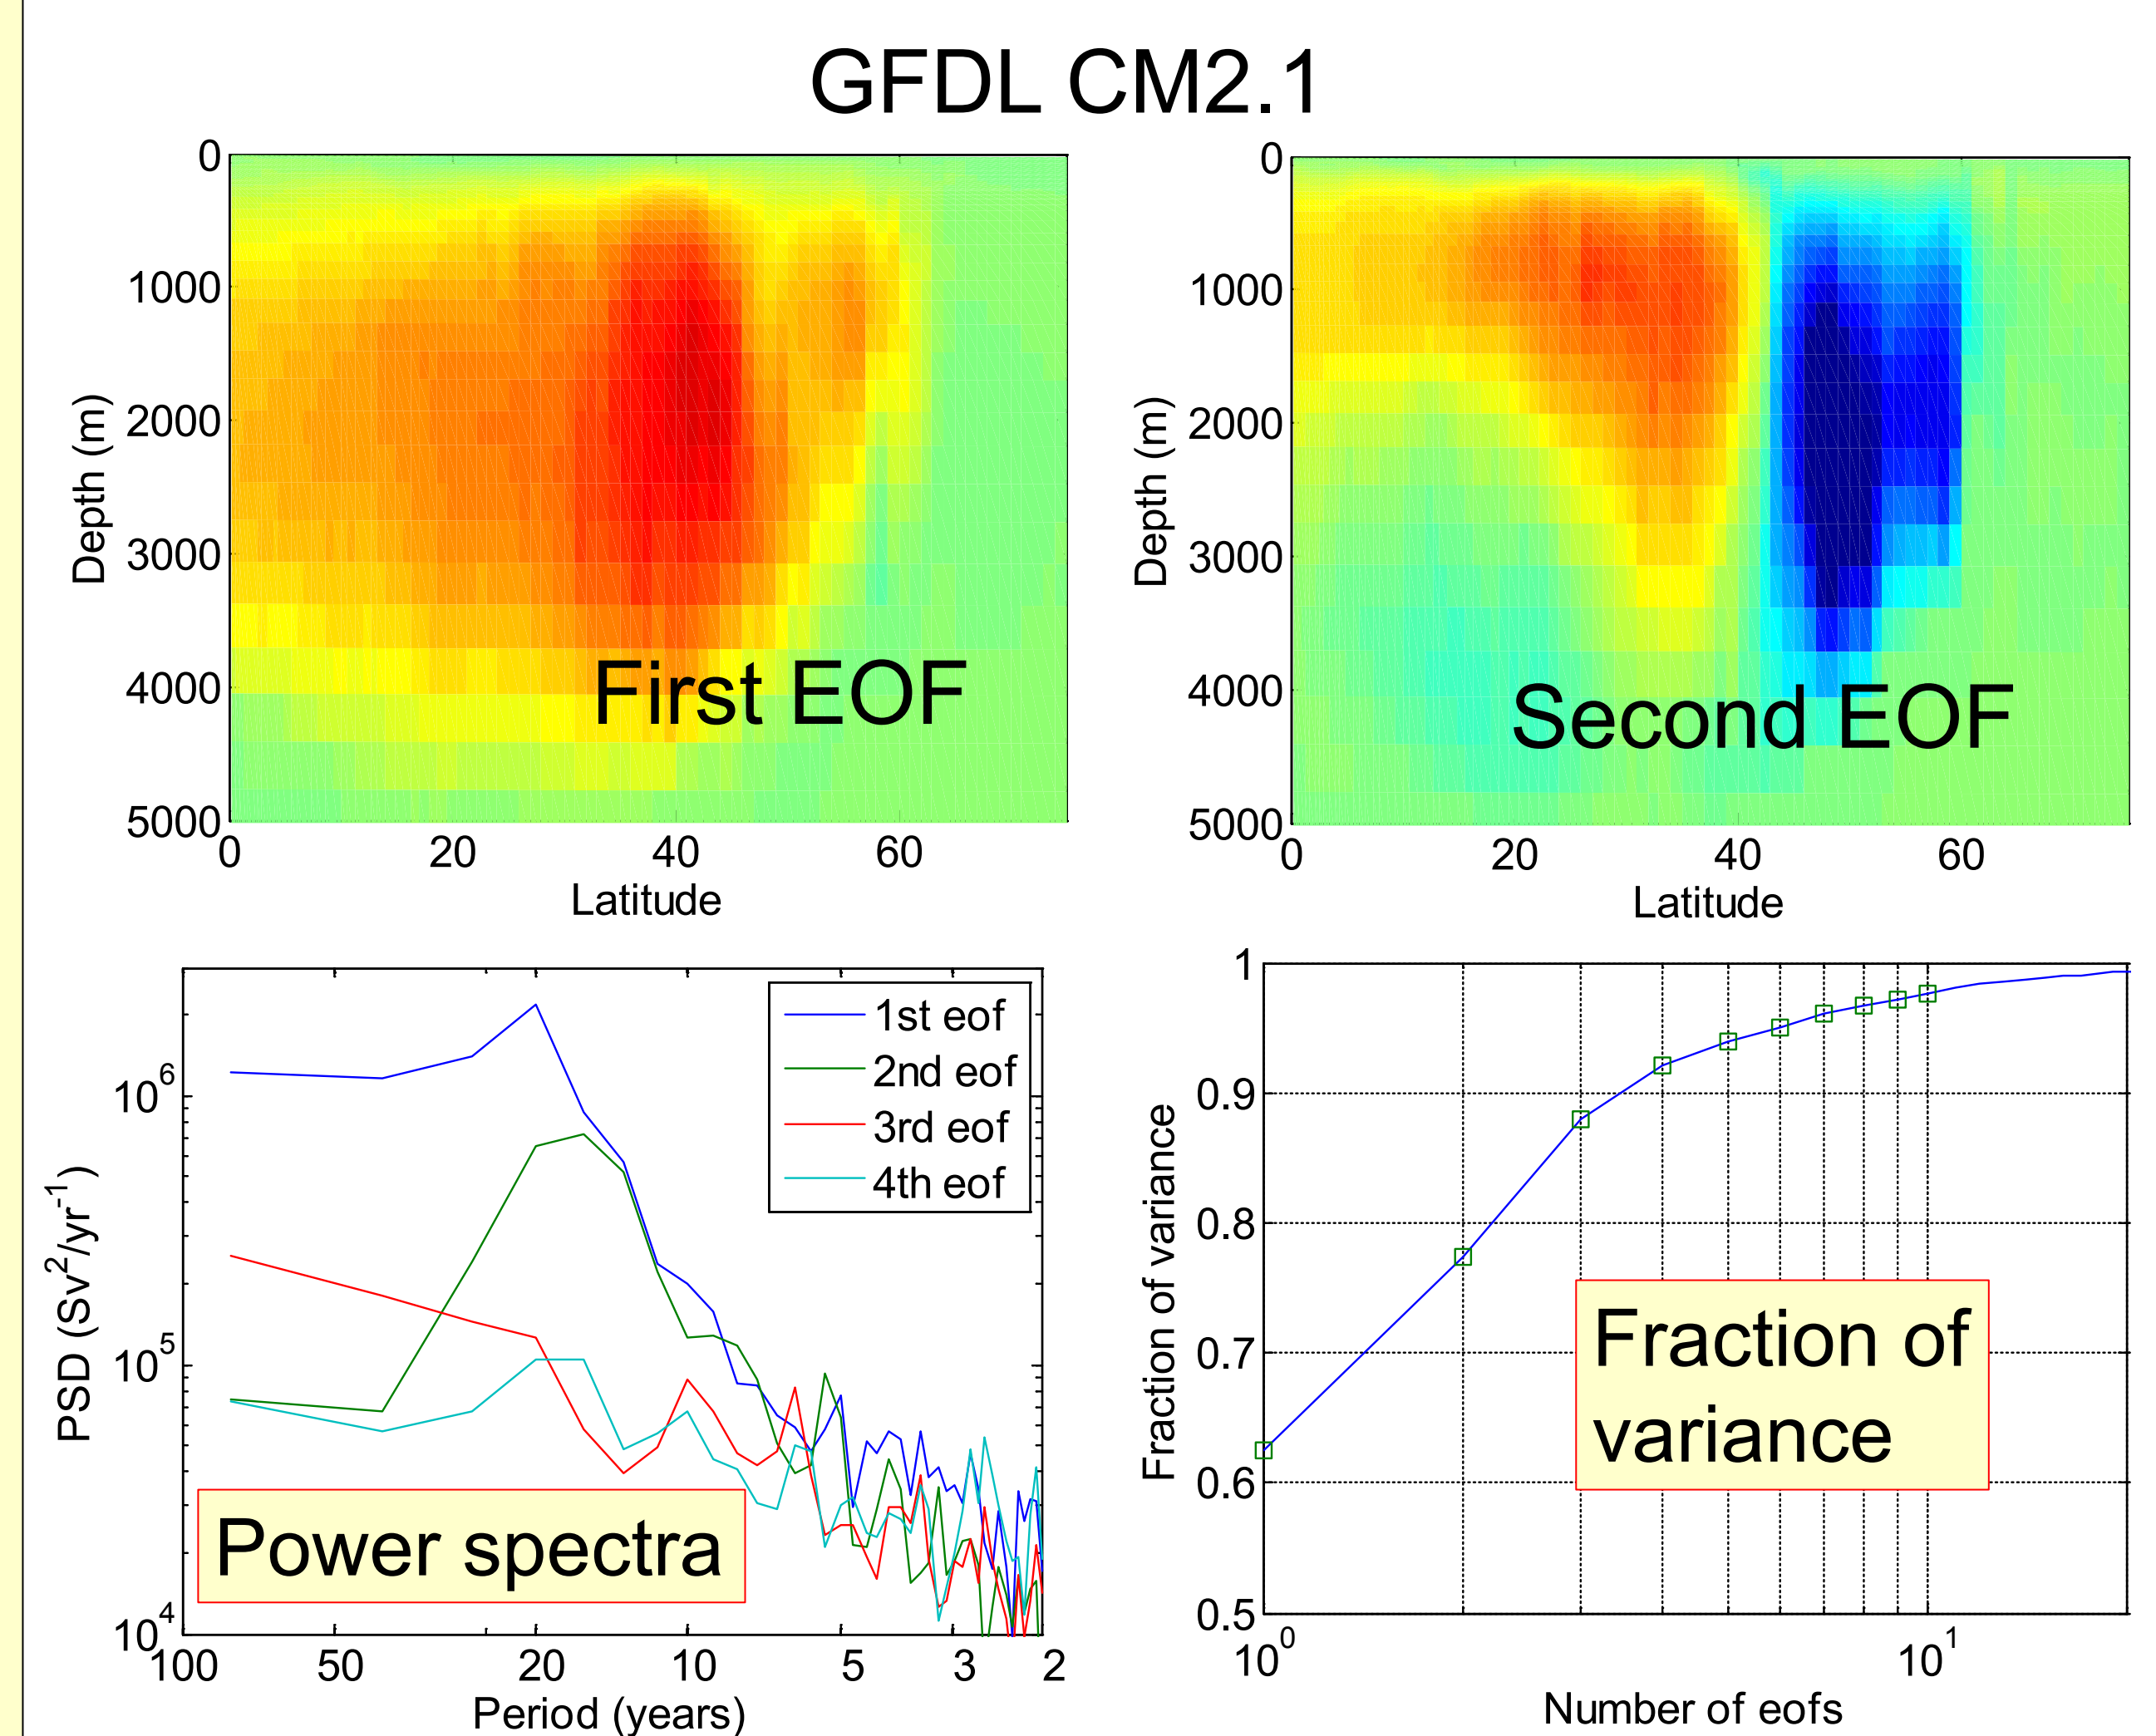 GFDL CM2.1
0
1000
2000
3000
4000
5000
Depth (m)
First EOF
0 20 40 60
Latitude
0
1000
2000
3000
4000
5000
Depth (m)
Second EOF
0 20 40 60
Latitude
10^6
10^5
10^4
PSD (Sv^2/yr^-1)
1st eof
2nd eof
3rd eof
4th eof
Power spectra
100 50 20 10 5 3 2
Period (years)
1
0.9
0.8
0.7
0.6
0.5
Fraction of variance
Fraction of
variance
10^0 10^1
Number of eofs